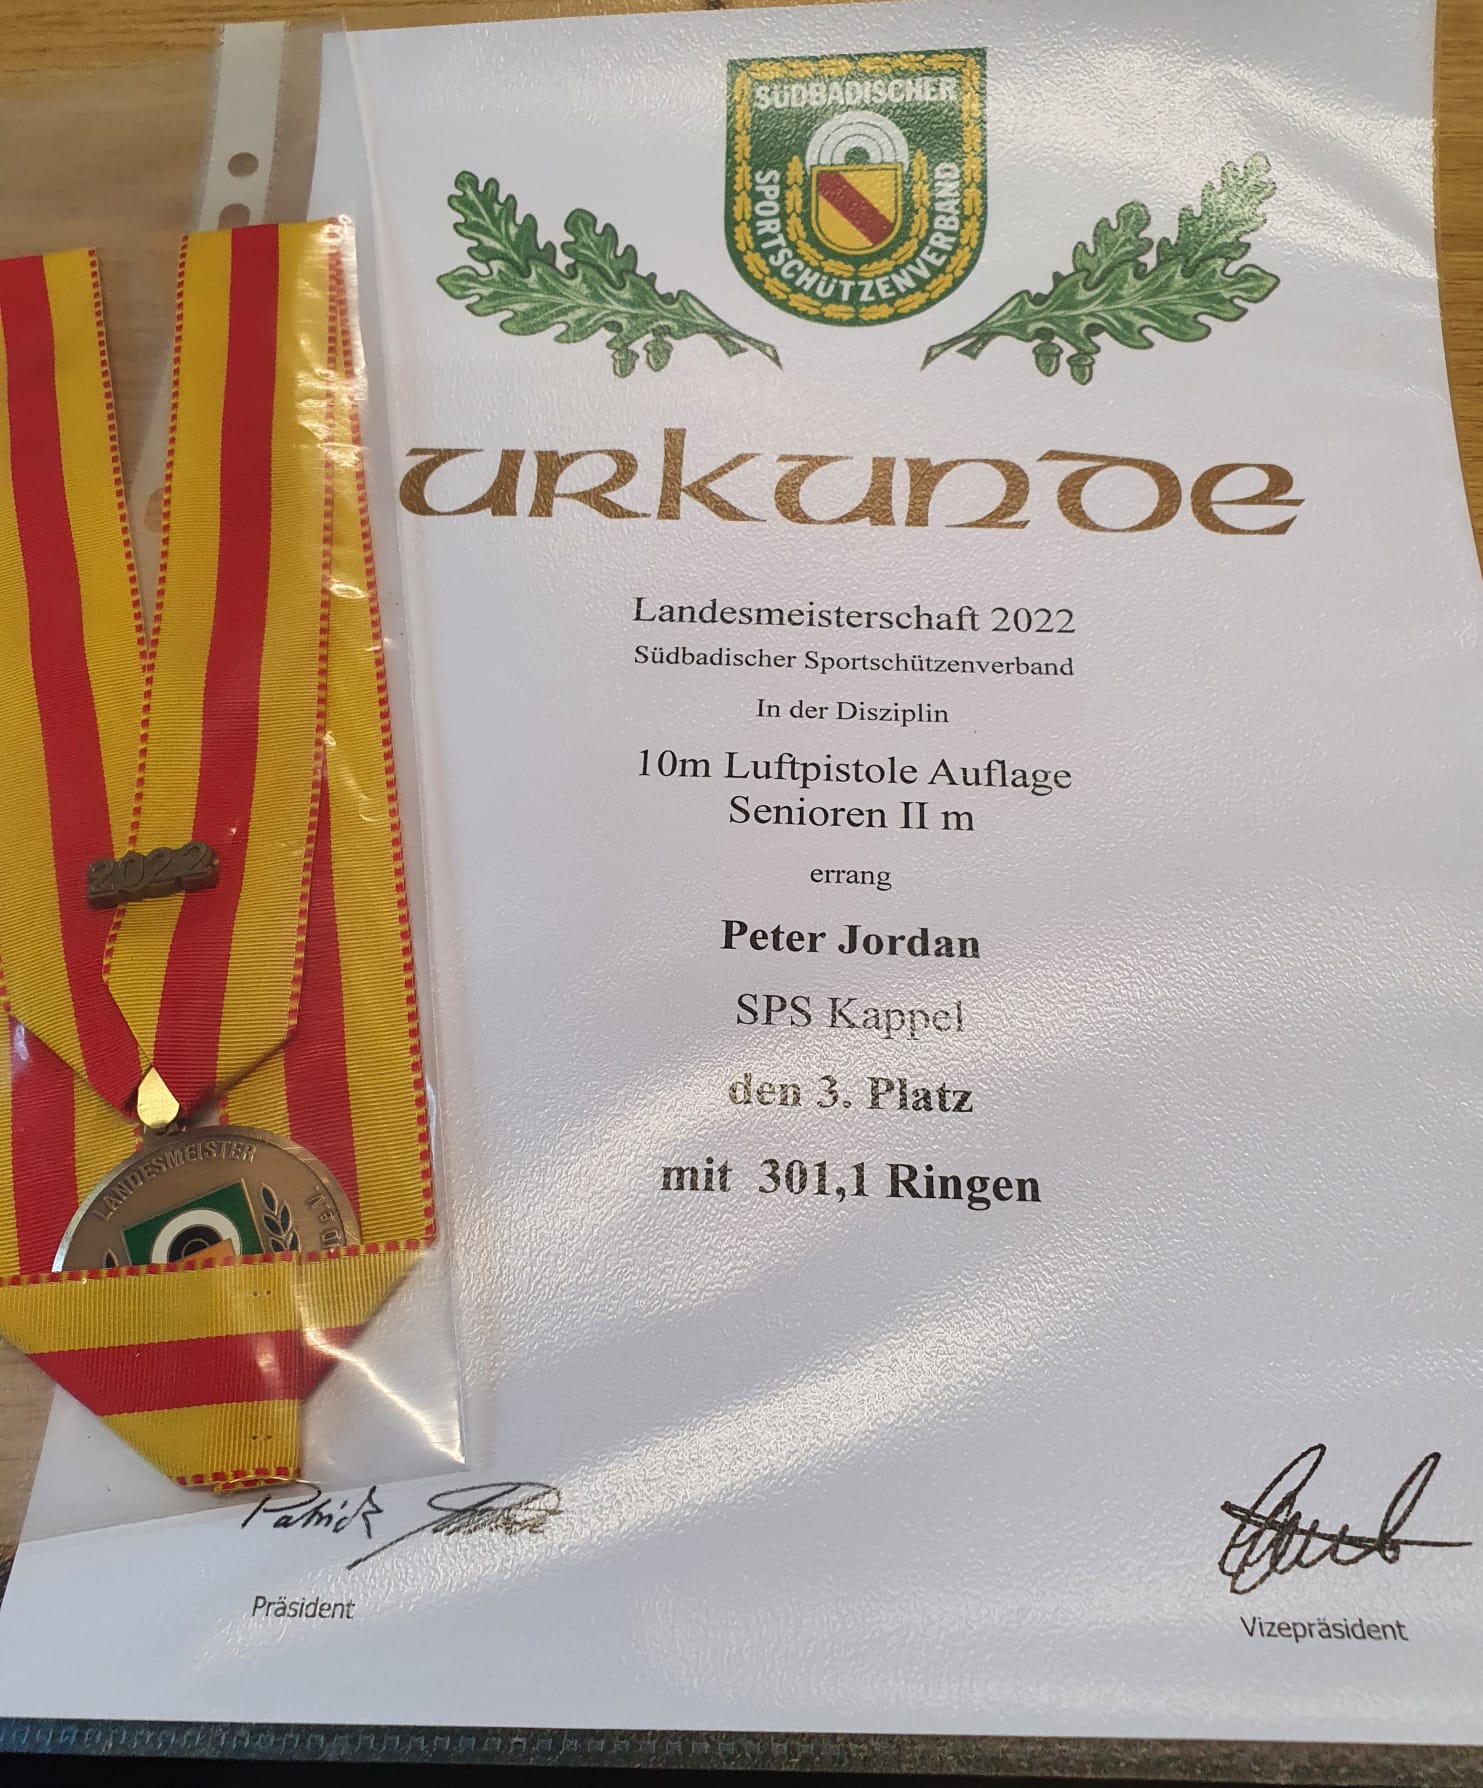 SÜDBADISCHER
SPORTSCHÜTZENVERBAND
Urkunde
Landesmeisterschaft 2022
Südbadischer Sportschützenverband
In der Disziplin
10m Luftpistole Auflage
Senioren II m
errang
Peter Jordan
SPS Kappel
den 3. Platz
mit 301,1 Ringen
2022
LANDESMEISTER
Patrick
Präsident
Vizepräsident